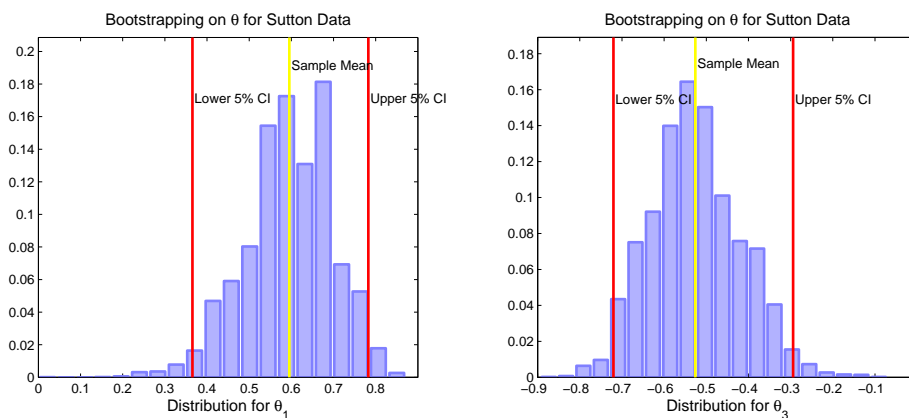 Bootstrapping on θ for Sutton Data
0.2
0.18
0.16
0.14
0.12
0.1
0.08
0.06
0.04
0.02
0
Sample Mean
Lower 5% CI
Upper 5% CI
0 0.1 0.2 0.3 0.4 0.5 0.6 0.7 0.8
Distribution for θ1
Bootstrapping on θ for Sutton Data
0.18
0.16
0.14
0.12
0.1
0.08
0.06
0.04
0.02
0
Sample Mean
Lower 5% CI
Upper 5% CI
−0.9 −0.8 −0.7 −0.6 −0.5 −0.4 −0.3 −0.2 −0.1
Distribution for θ3